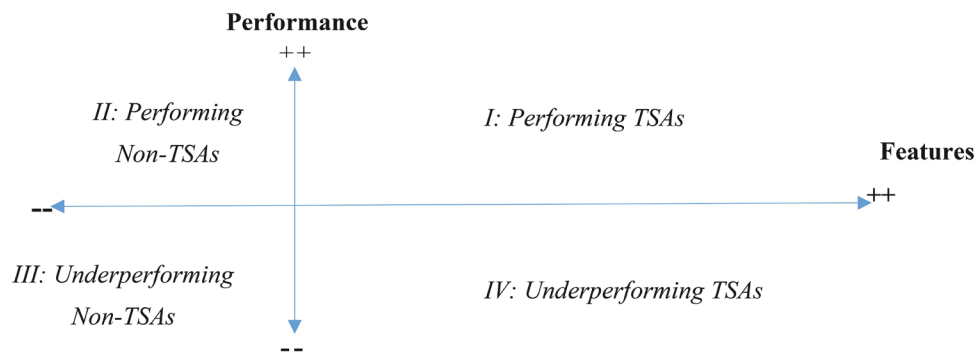 Performance
++
II: Performing
Non-TSAs
I: Performing TSAs
Features
++
--
III: Underperforming
Non-TSAs
IV: Underperforming TSAs
--